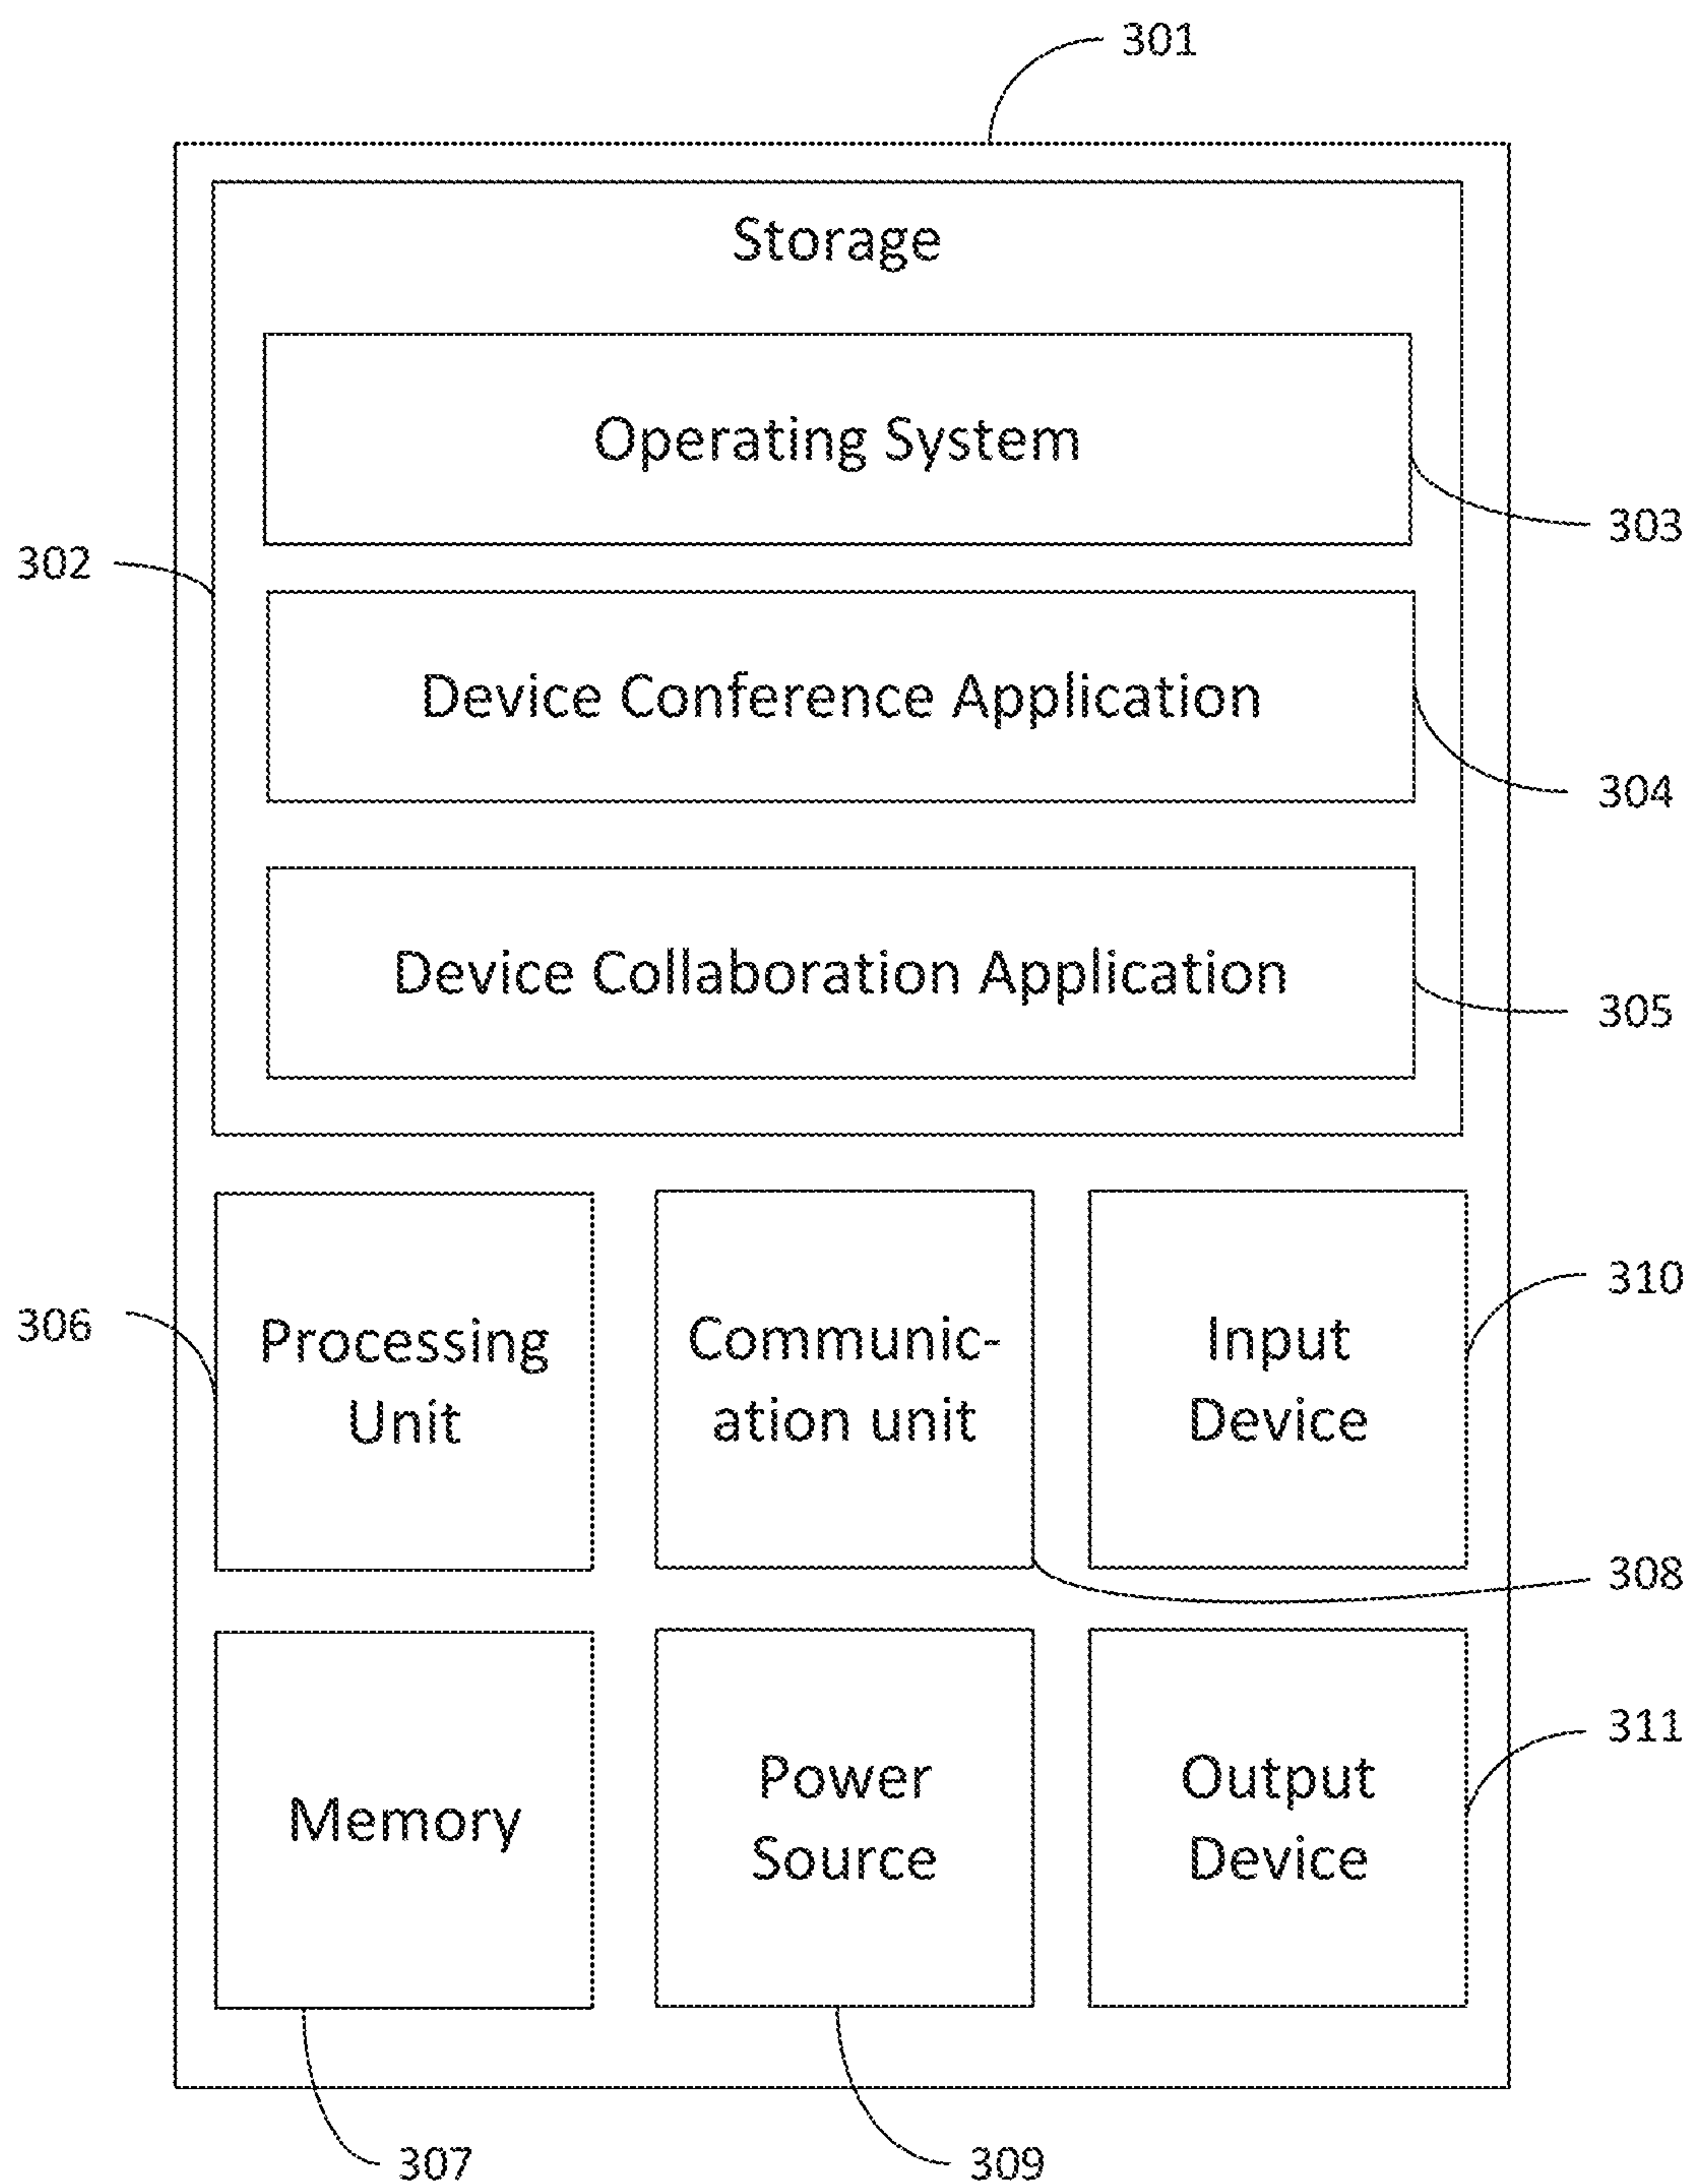 301
Storage
Operating System
303
302
Device Conference Application
304
Device Collaboration Application
305
310
306
Processing
Unit
Communic-
ation unit
Input
Device
308
311
Memory
Power
Source
Output
Device
307
309